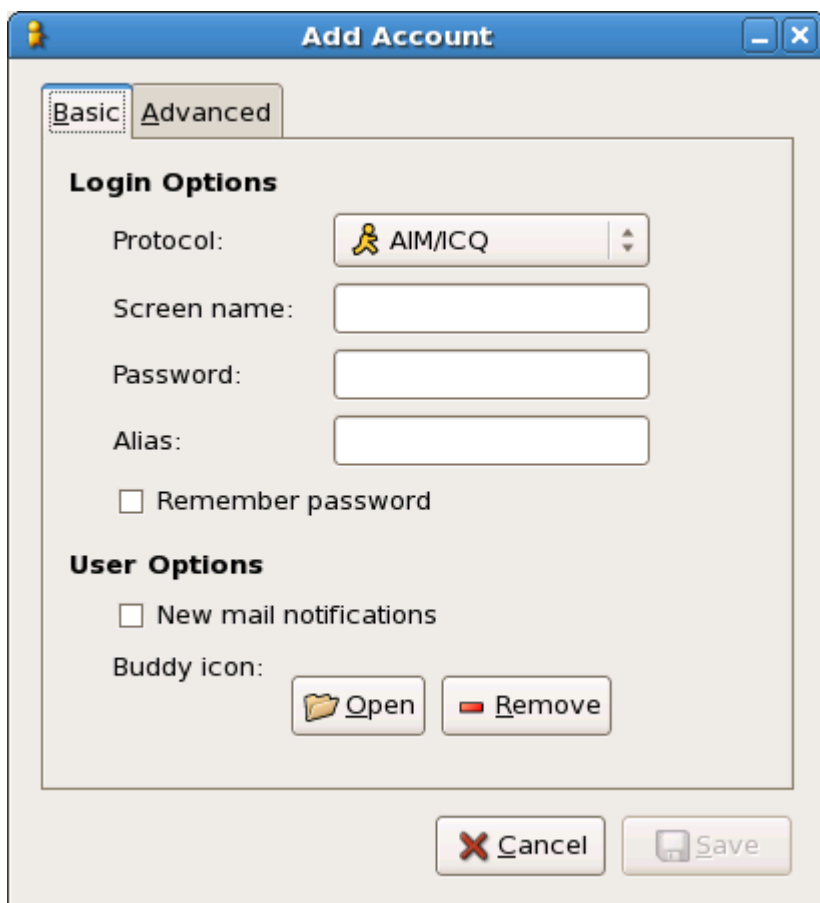 Add Account
Basic Advanced
Login Options
Protocol: AIM/ICQ
Screen name:
Password:
Alias:
Remember password
User Options
New mail notifications
Buddy icon:
Open Remove
Cancel Save